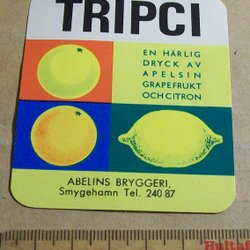 TRIPCI
EN HÄRLIG
DRYCK AV
APELSIN
GRAPEFRUKT
OCH CITRON
ABELINS BRYGGERI,
Smygehamn Tel. 240 87